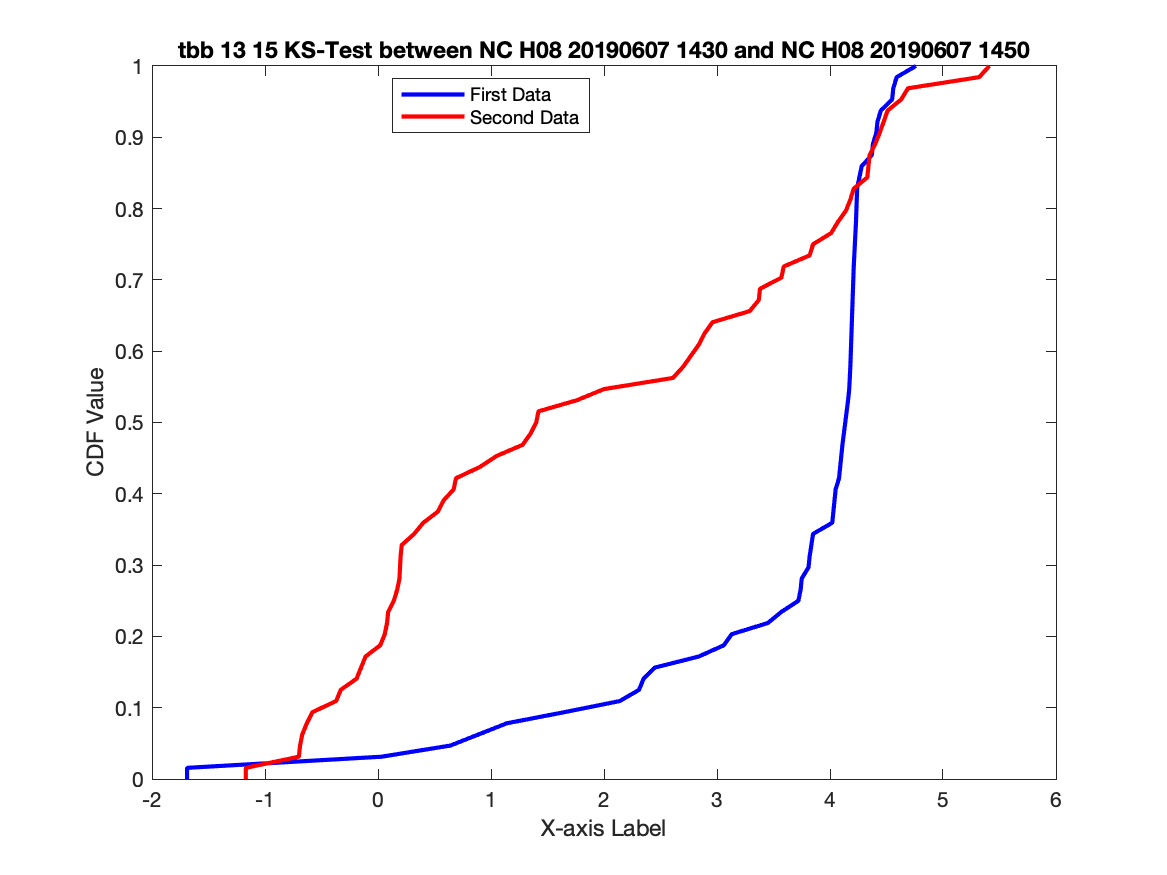 tbb 13 15 KS-Test between NC H08 20190607 1430 and NC H08 20190607 1450
First Data
Second Data
CDF Value
1
0.9
0.8
0.7
0.6
0.5
0.4
0.3
0.2
0.1
0
-2 -1 0 1 2 3 4 5 6
X-axis Label